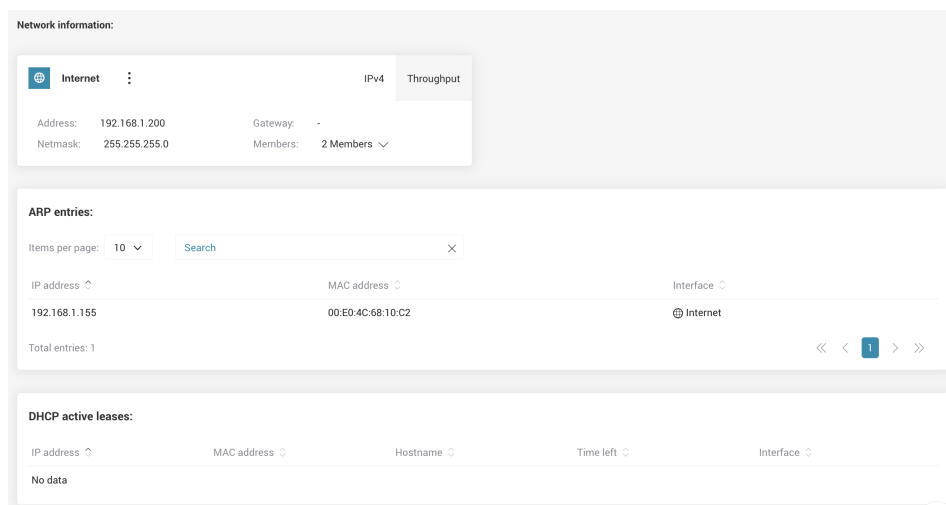 Network information:
Internet IPv4 Throughput
Address: 192.168.1.200 Gateway: -
Netmask: 255.255.255.0 Members: 2 Members
ARP entries:
Items per page: 10 Search
IP address MAC address Interface
192.168.1.155 00:E0:4C:68:10:C2 Internet
Total entries: 1 1
DHCP active leases:
IP address MAC address Hostname Time left Interface
No data